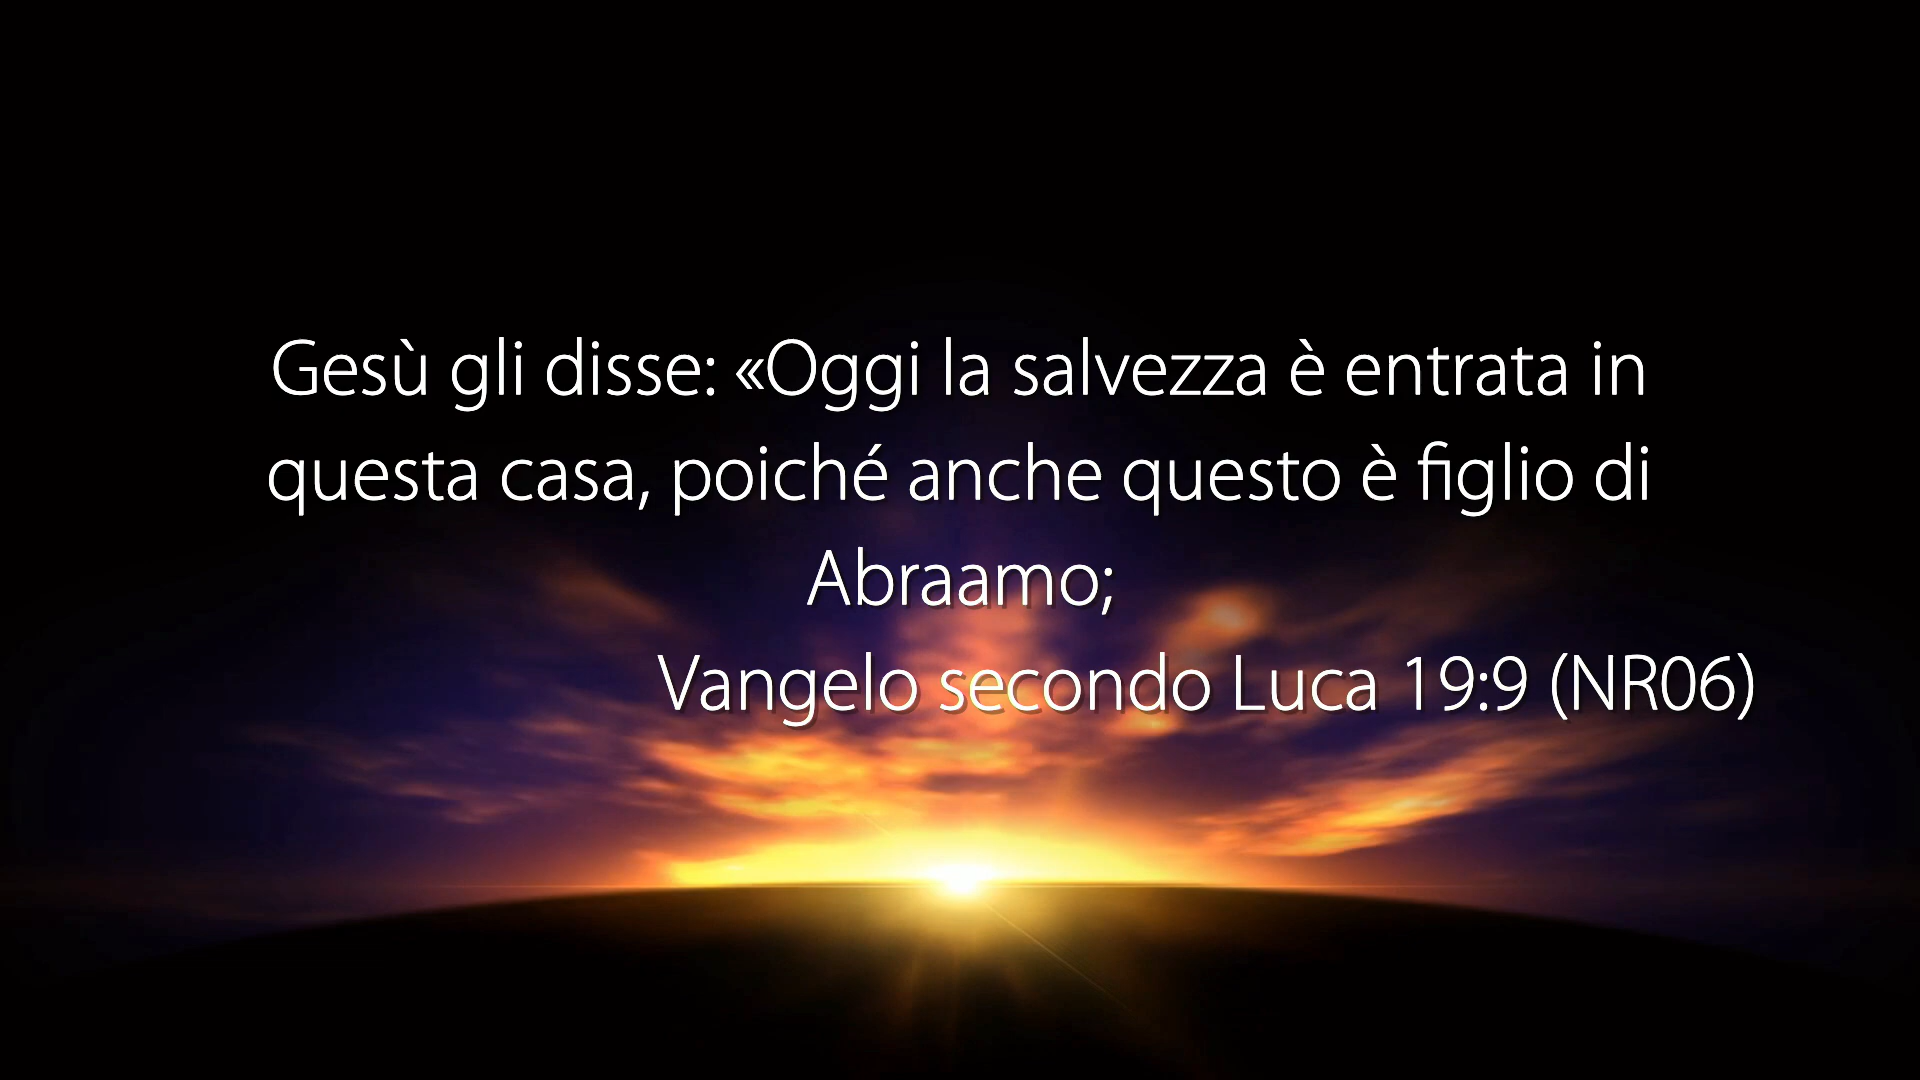 Gesù gli disse: «Oggi la salvezza è entrata in
questa casa, poiché anche questo è figlio di
Abraamo;
Vangelo secondo Luca 19:9 (NR06)